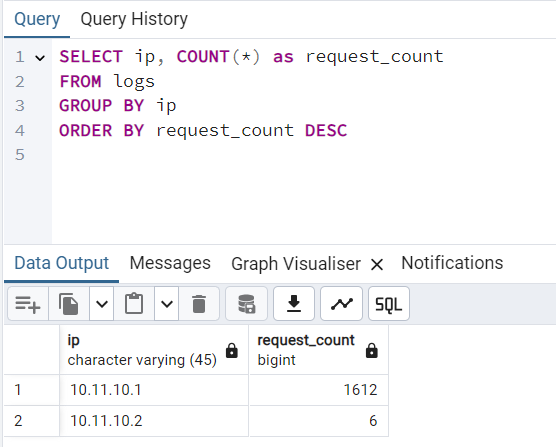 Query Query History
1 SELECT ip, COUNT(*) as request_count
2 FROM logs
3 GROUP BY ip
4 ORDER BY request_count DESC
5
Data Output Messages Graph Visualiser Notifications
SQL
ip request_count
character varying (45) bigint
1 10.11.10.1 1612
2 10.11.10.2 6